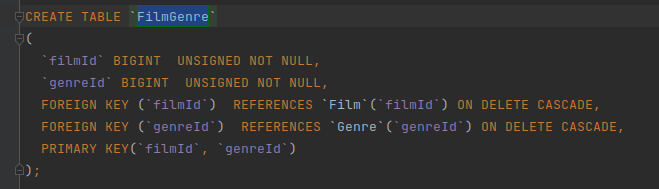 CREATE TABLE `FilmGenre`
(
`filmId` BIGINT  UNSIGNED NOT NULL,
`genreId` BIGINT  UNSIGNED NOT NULL,
FOREIGN KEY (`filmId`)  REFERENCES `Film`(`filmId`) ON DELETE CASCADE,
FOREIGN KEY (`genreId`)  REFERENCES `Genre`(`genreId`) ON DELETE CASCADE,
PRIMARY KEY(`filmId`, `genreId`)
);